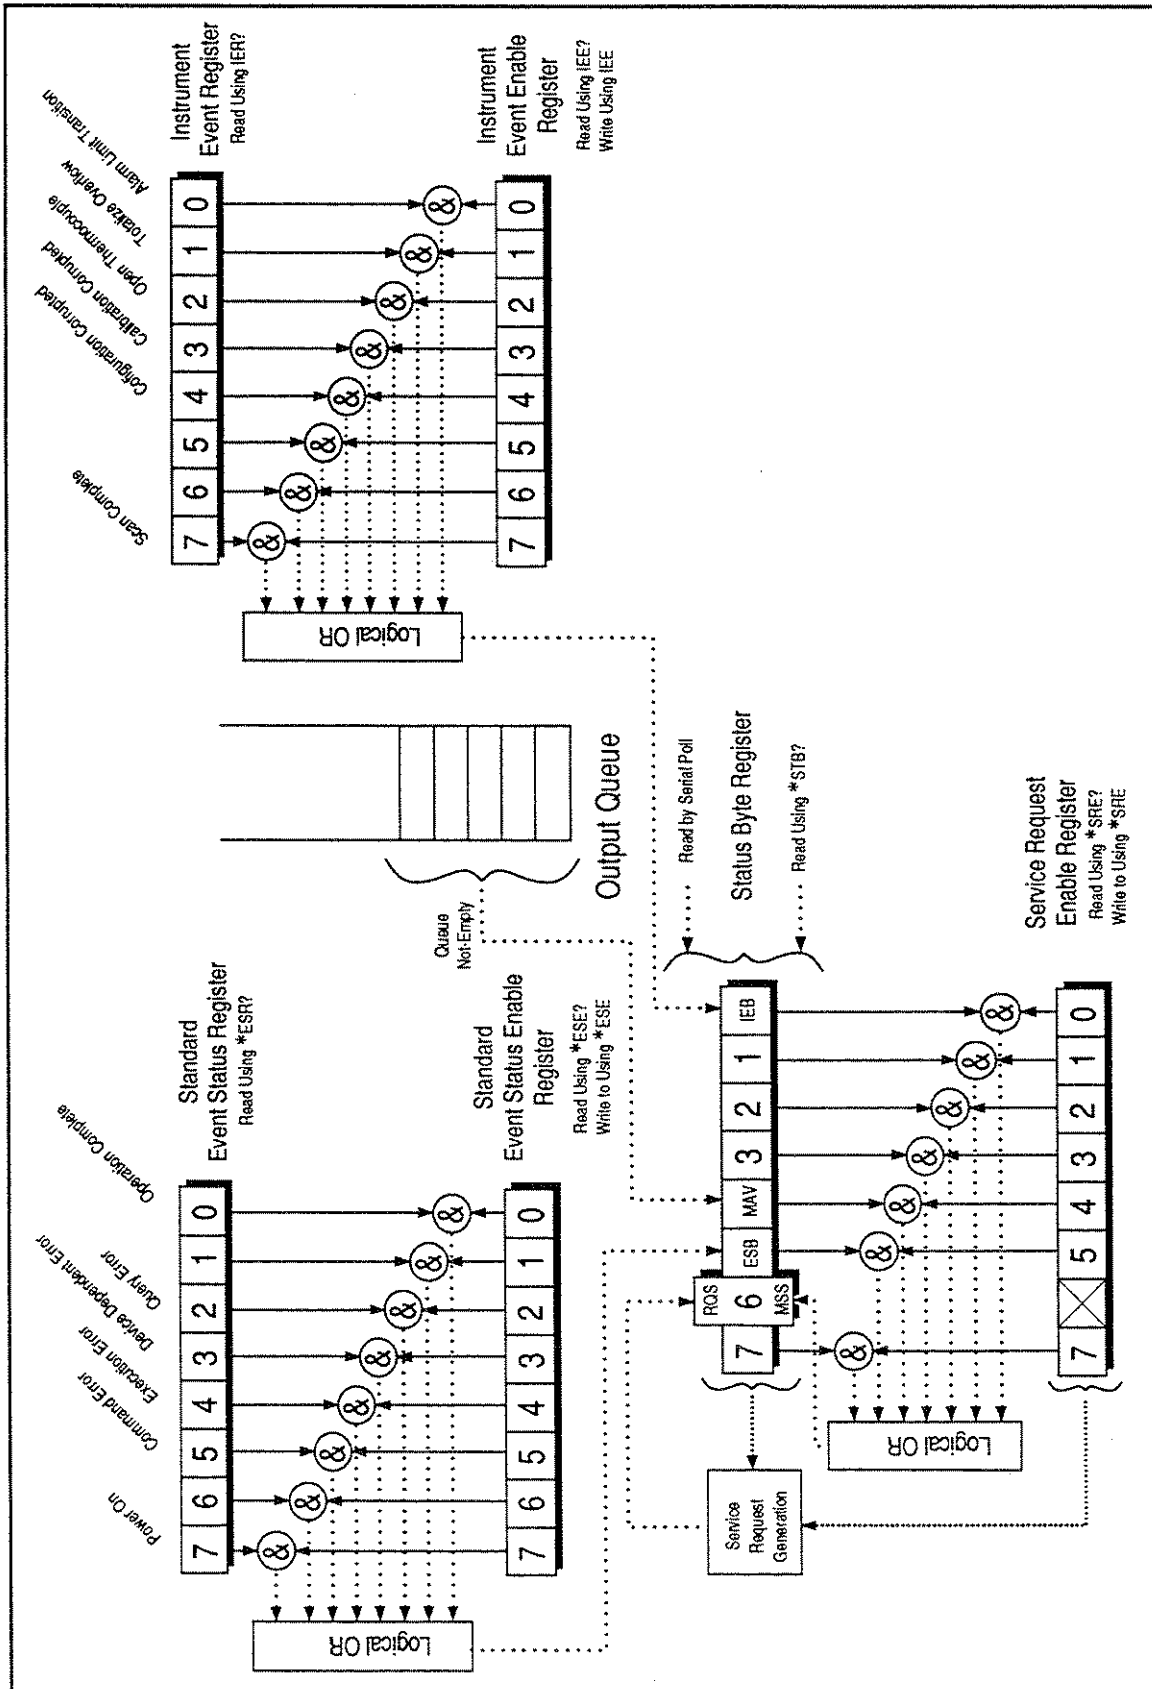 Power On
Command Error
Execution Error
Device Dependent Error
Query Error
Operation Complete
7 6 5 4 3 2 1 0
Standard
Event Status Register
Read Using *ESR?
& & & & & & & &
Logical OR
7 6 5 4 3 2 1 0
Standard
Event Status Enable
Register
Read Using *ESE?
Write to Using *ESE
Queue
Not-Empty
Output Queue
Scan Complete
Cofiguration Corrupted
Calibration Corrupted
Open Thermocouple
Totalize Overflow
Alarm Limit Transition
7 6 5 4 3 2 1 0
Instrument
Event Register
Read Using IER?
& & & & & & & &
Logical OR
7 6 5 4 3 2 1 0
Instrument
Event Enable
Register
Read Using IEE?
Write Using IEE
Service
Request
Generation
RQS
7 6 ESB MAV 3 2 1 IEB
MSS
Read by Serial Poll
Status Byte Register
Read Using *STB?
& & & & & & &
Logical OR
7 5 4 3 2 1 0
Service Request
Enable Register
Read Using *SRE?
Write to Using *SRE